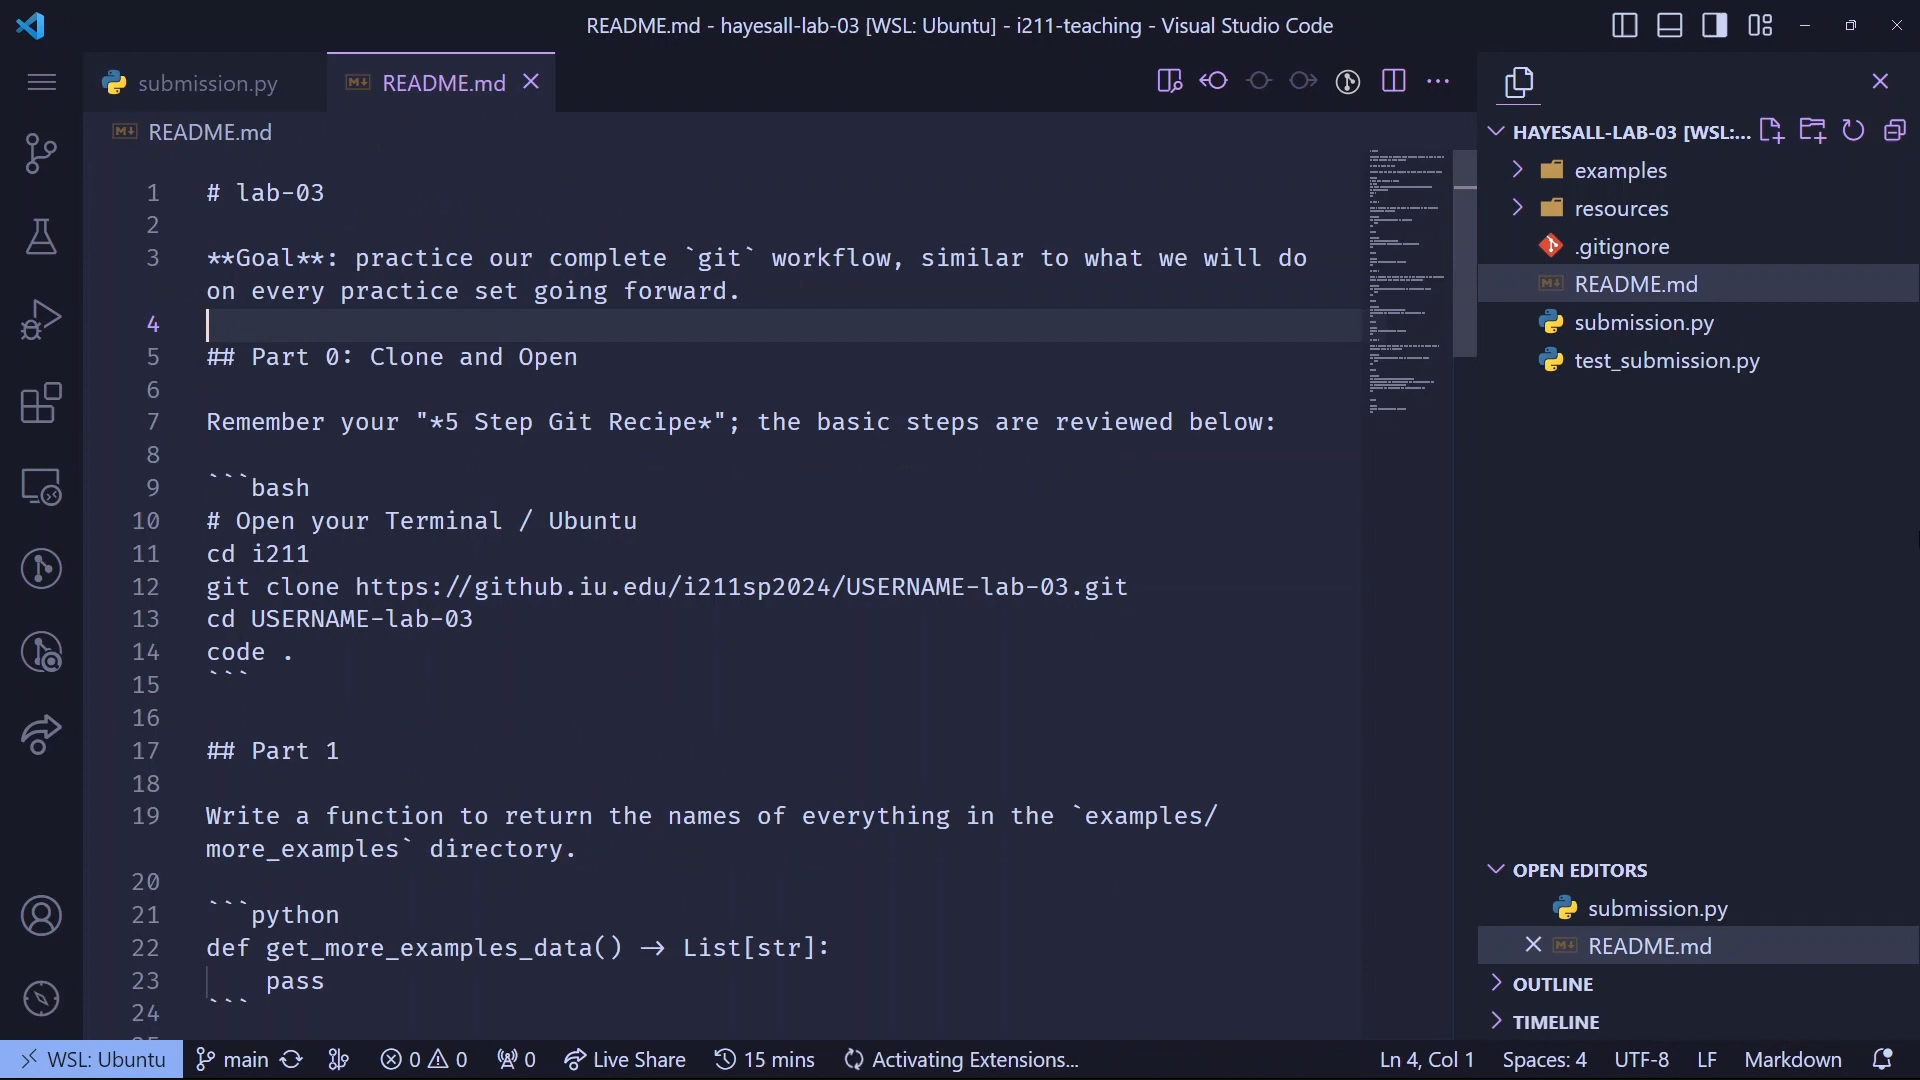 README.md - hayesall-lab-03 [WSL: Ubuntu] - i211-teaching - Visual Studio Code
submission.py
README.md
README.md
1 # lab-03
2
3 **Goal**: practice our complete `git` workflow, similar to what we will do
on every practice set going forward.
4
5 ## Part 0: Clone and Open
6
7 Remember your "*5 Step Git Recipe*"; the basic steps are reviewed below:
8
9 ```bash
10 # Open your Terminal / Ubuntu
11 cd i211
12 git clone https://github.iu.edu/i211sp2024/USERNAME-lab-03.git
13 cd USERNAME-lab-03
14 code .
15 ```
16
17 ## Part 1
18
19 Write a function to return the names of everything in the `examples/
more_examples` directory.
20
21 ```python
22 def get_more_examples_data() → List[str]:
23 pass
24 ```
HAYESALL-LAB-03 [WSL:...
examples
resources
.gitignore
README.md
submission.py
test_submission.py
OPEN EDITORS
submission.py
README.md
OUTLINE
TIMELINE
WSL: Ubuntu main 0 0 0 Live Share 15 mins Activating Extensions... Ln 4, Col 1 Spaces: 4 UTF-8 LF Markdown